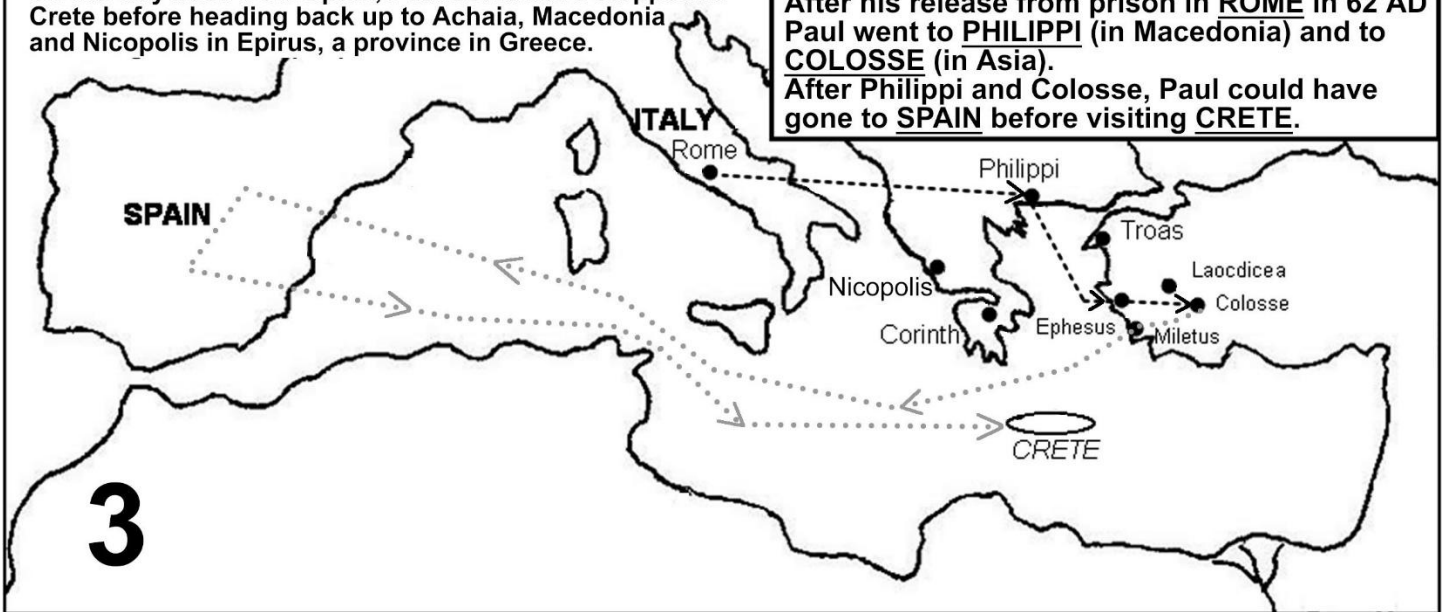 Crete before heading back up to Achaia, Macedonia
and Nicopolis in Epirus, a province in Greece.
After his release from prison in ROME in 62 AD
Paul went to PHILIPPI (in Macedonia) and to
COLOSSE (in Asia).
After Philippi and Colosse, Paul could have
gone to SPAIN before visiting CRETE.
ITALY
Rome
Philippi
SPAIN
Troas
Laocdicea
Nicopolis
Colosse
Corinth
Ephesus
Miletus
CRETE
3